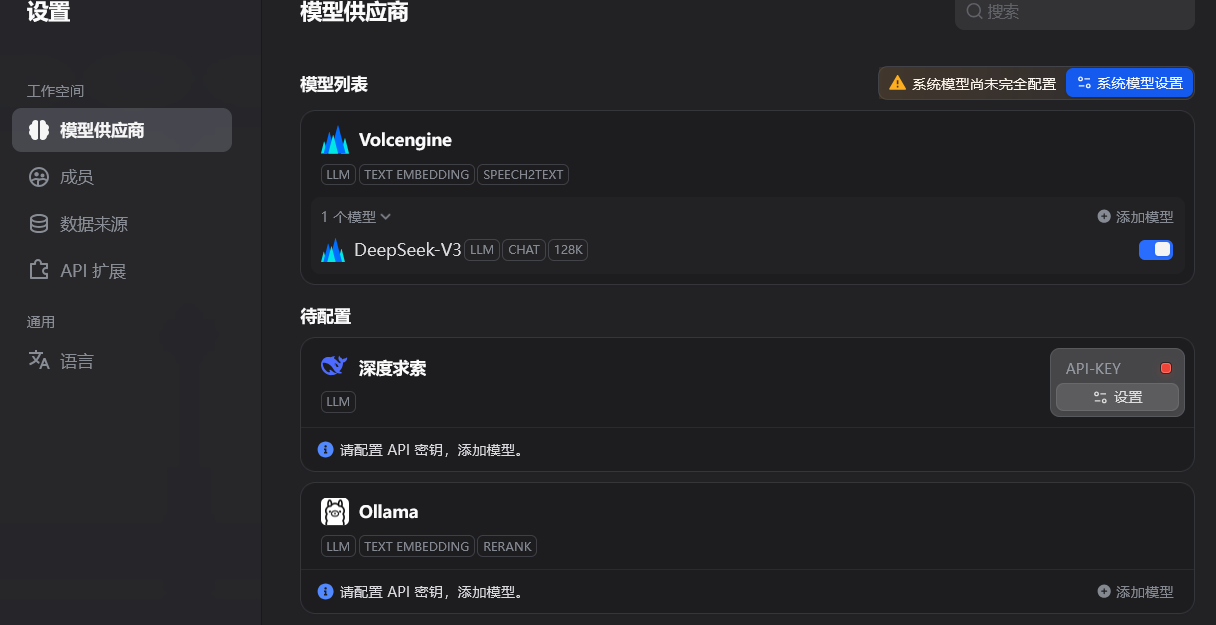 设置
工作空间
模型供应商
成员
数据来源
API 扩展
通用
语言
模型供应商
搜索
模型列表
系统模型尚未完全配置
系统模型设置
Volcengine
LLM TEXT EMBEDDING SPEECH2TEXT
1 个模型
添加模型
DeepSeek-V3 LLM CHAT 128K
待配置
深度求索
LLM
API-KEY
设置
请配置 API 密钥，添加模型。
Ollama
LLM TEXT EMBEDDING RERANK
请配置 API 密钥，添加模型。
添加模型